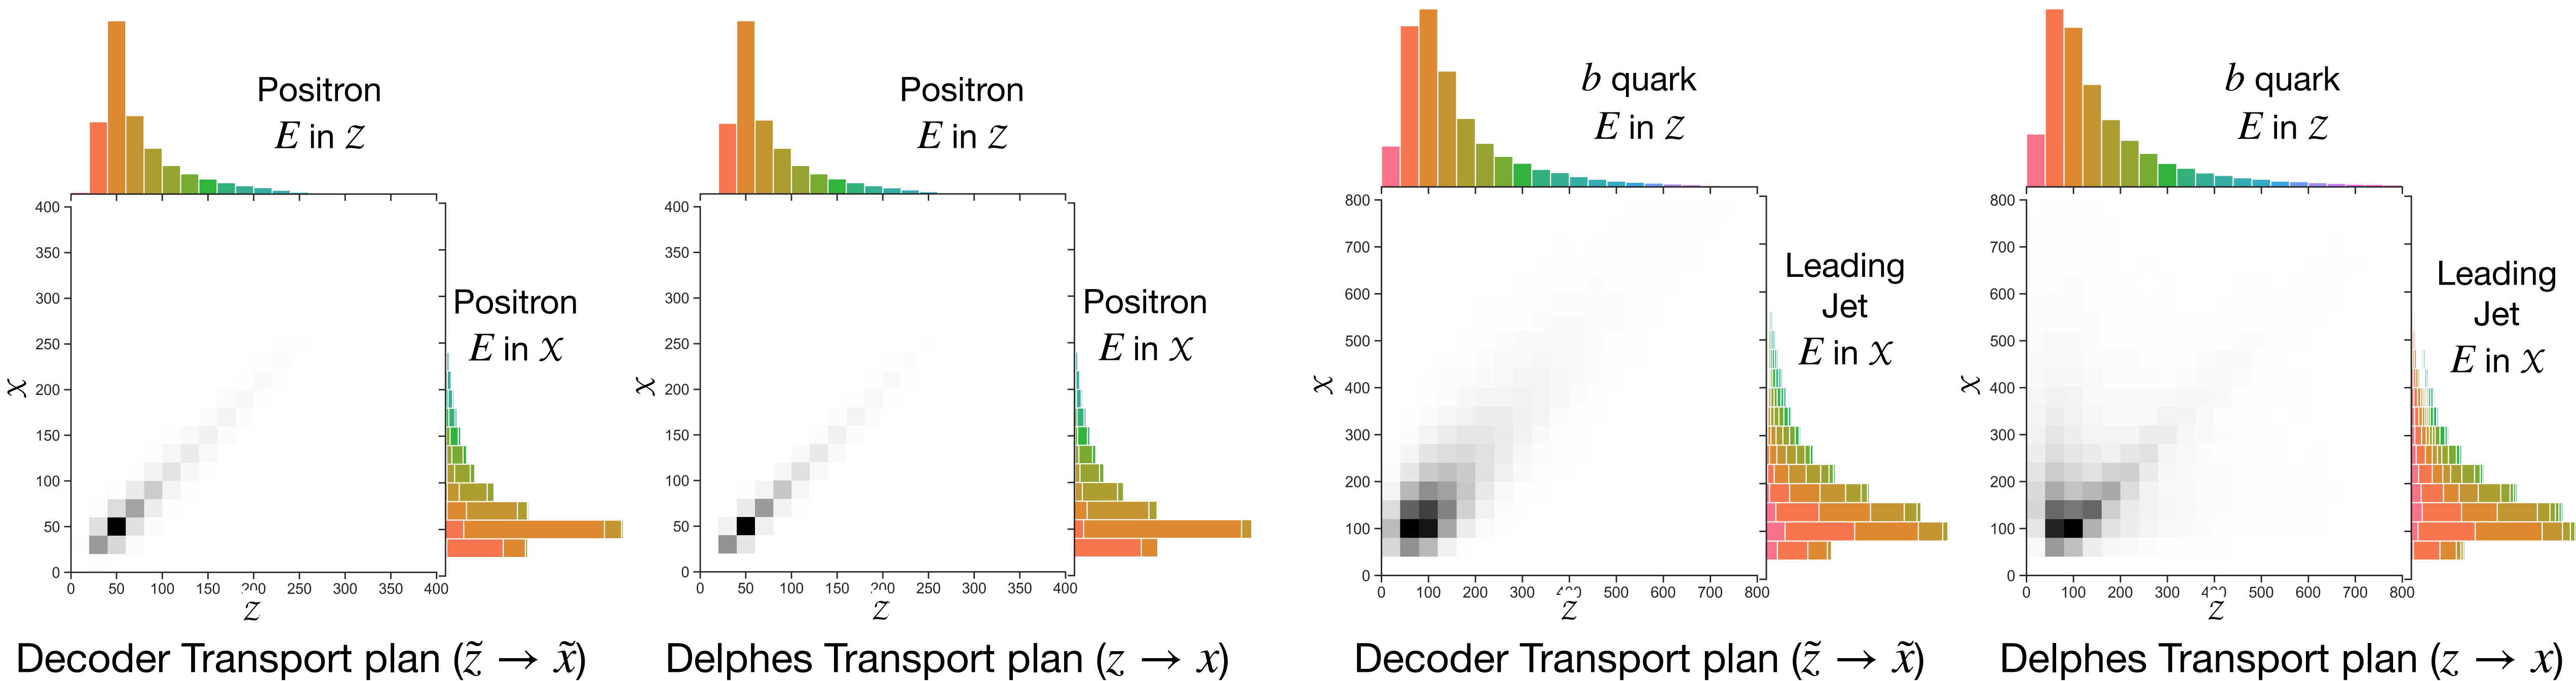 Positron
E in z
400
350
300
250
200
150
100
50
0
x
Positron
E in x
0 50 100 150 200 250 300 350 400
z
Decoder Transport plan (z̃ → x̃)
Positron
E in z
400
350
300
250
200
150
100
50
0
x
Positron
E in x
0 50 100 150 200 250 300 350 400
z
Delphes Transport plan (z → x)
b quark
E in z
800
700
600
500
400
300
200
100
0
x
Leading
Jet
E in x
0 100 200 300 400 500 600 700 800
z
Decoder Transport plan (z̃ → x̃)
b quark
E in z
800
700
600
500
400
300
200
100
0
x
Leading
Jet
E in x
0 100 200 300 400 500 600 700 800
z
Delphes Transport plan (z → x)